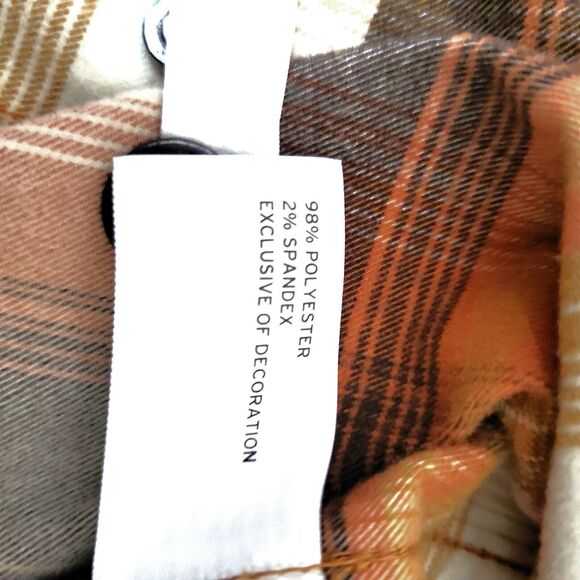 98% POLYESTER
2% SPANDEX
EXCLUSIVE OF DECORATION